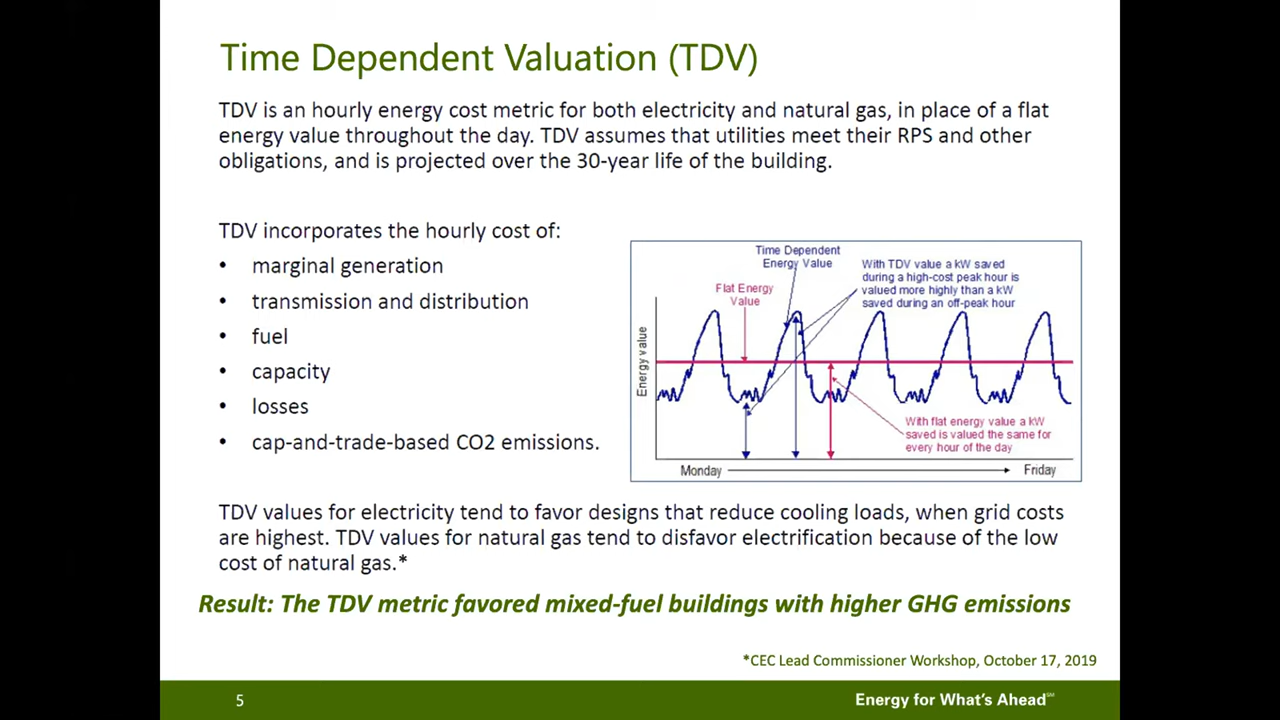 Time Dependent Valuation (TDV)
TDV is an hourly energy cost metric for both electricity and natural gas, in place of a flat
energy value throughout the day. TDV assumes that utilities meet their RPS and other
obligations, and is projected over the 30-year life of the building.
TDV incorporates the hourly cost of:
• marginal generation
• transmission and distribution
• fuel
• capacity
• losses
• cap-and-trade-based CO2 emissions.
Time Dependent
Energy Value
With TDV value a kW saved
during a high-cost peak hour is
valued more highly than a kW
saved during an off-peak hour
Flat Energy
Value
Energy value
With flat energy value a kW
saved is valued the same for
every hour of the day
Monday
Friday
TDV values for electricity tend to favor designs that reduce cooling loads, when grid costs
are highest. TDV values for natural gas tend to disfavor electrification because of the low
cost of natural gas.*
Result: The TDV metric favored mixed-fuel buildings with higher GHG emissions
*CEC Lead Commissioner Workshop, October 17, 2019
5
Energy for What's Ahead℠